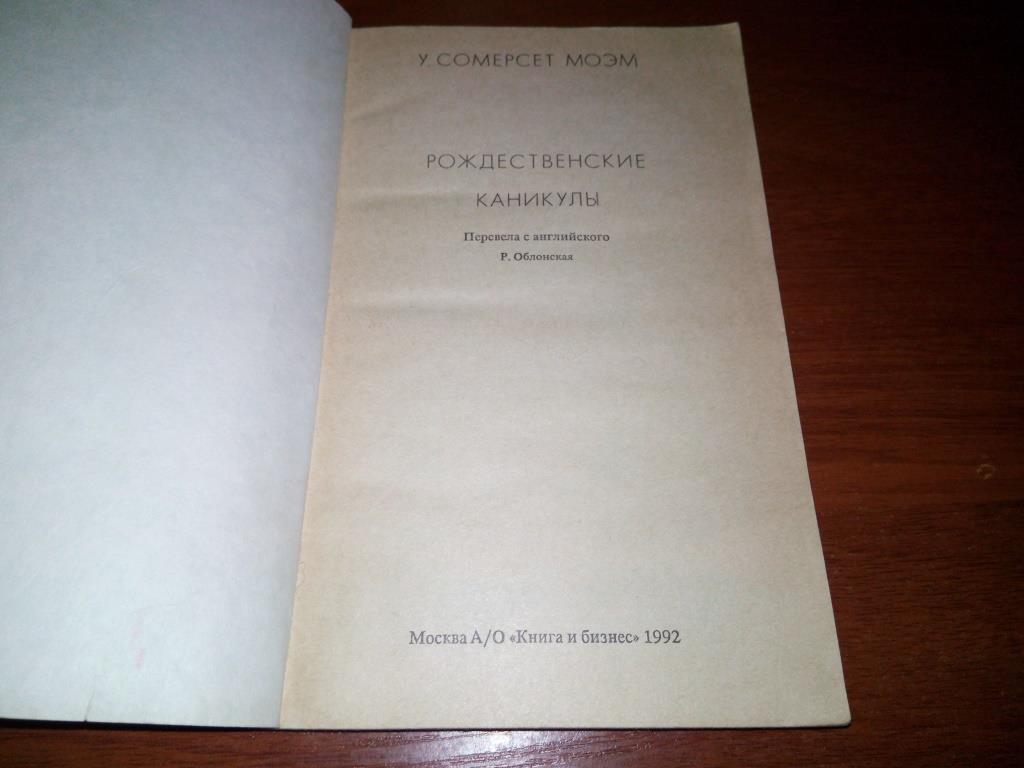 У. СОМЕРСЕТ МОЭМ
РОЖДЕСТВЕНСКИЕ
КАНИКУЛЫ
Перевела с английского
Р. Облонская
Москва А/О «Книга и бизнес» 1992